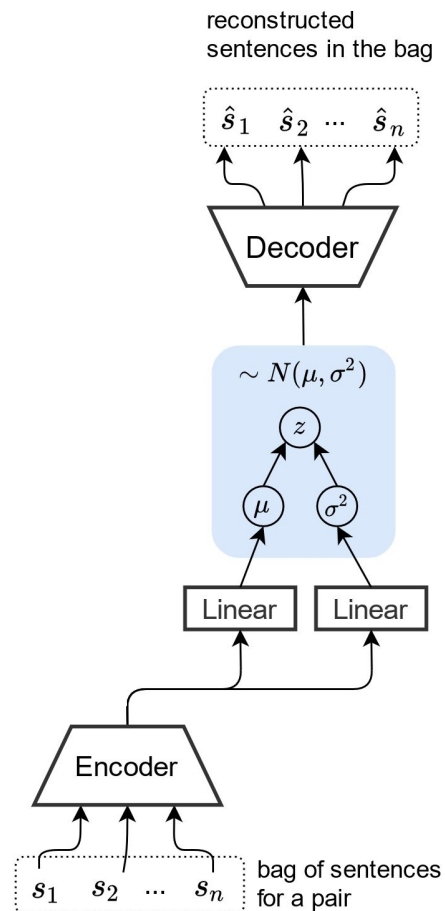 reconstructed
sentences in the bag
ŝ₁ ŝ₂ ... ŝₙ
Decoder
∼ N(μ, σ²)
z
μ σ²
Linear Linear
Encoder
s₁ s₂ ... sₙ
bag of sentences
for a pair